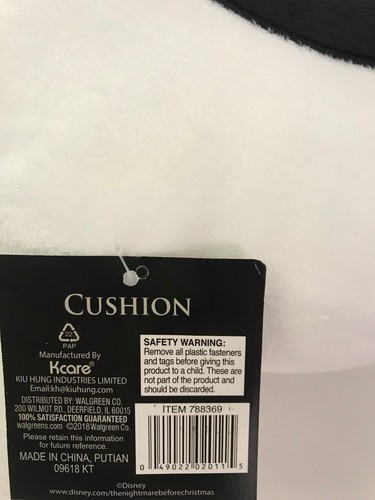 CUSHION
22
PAP
Manufactured By
Kcare®
KIU HUNG INDUSTRIES LIMITED
Email:kh@kiuhung.com
DISTRIBUTED BY: WALGREEN CO.
200 WILMOT RD., DEERFIELD, IL 60015
100% SATISFACTION GUARANTEED
walgreens.com ©2018 Walgreen Co.
Please retain this information
for future reference.
MADE IN CHINA, PUTIAN
09618 KT
SAFETY WARNING:
Remove all plastic fasteners
and tags before giving this
product to a child. These are
not part of the product and
should be discarded.
ITEM 788369
0 49022 02011 5
©Disney
www.disney.com/thenightmarebeforechristmas